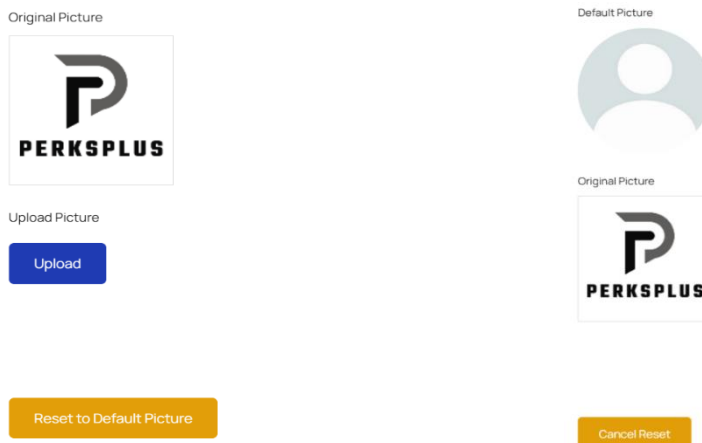 Original Picture
PERKSPLUS
Upload Picture
Upload
Reset to Default Picture
Default Picture
Original Picture
PERKSPLUS
Cancel Reset